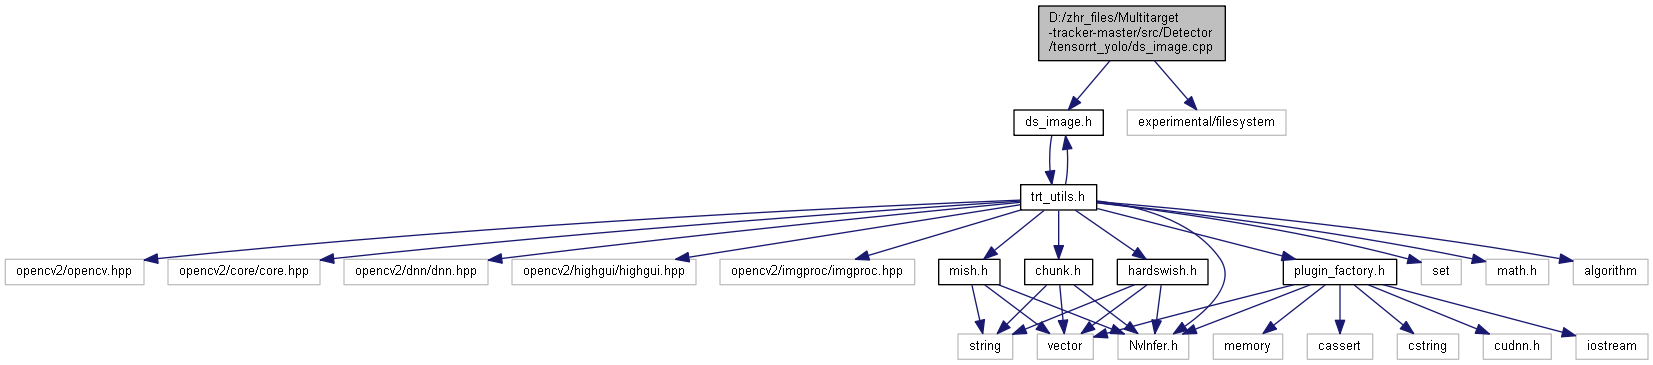 D:/zhr_files/Multitarget
-tracker-master/src/Detector
/tensorrt_yolo/ds_image.cpp
ds_image.h
experimental/filesystem
trt_utils.h
opencv2/opencv.hpp
opencv2/core/core.hpp
opencv2/dnn/dnn.hpp
opencv2/highgui/highgui.hpp
opencv2/imgproc/imgproc.hpp
mish.h
chunk.h
hardswish.h
plugin_factory.h
set
math.h
algorithm
string
vector
NvInfer.h
memory
cassert
cstring
cudnn.h
iostream